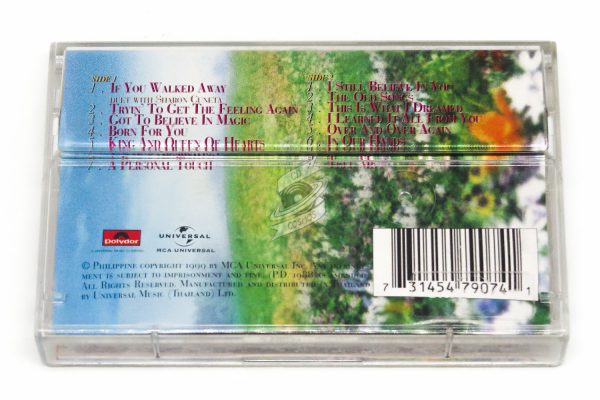 SIDE 1
1. IF YOU WALKED AWAY
DUET WITH SHARON CUNETA
2. TRYIN' TO GET THE FEELING AGAIN
3. GOT TO BELIEVE IN MAGIC
4. BORN FOR YOU
KING AND QUEEN OF HEARTS
7. A PERSONAL TOUCH
SIDE 2
1. I STILL BELIEVE IN YOU
2. THE OLD SONGS
THIS IS WHAT I DREAMED
4. I LEARNED IT ALL FROM YOU
OVER AND OVER AGAIN
IN OUR HANDS
Polydor
UNIVERSAL
MCA UNIVERSAL
© PHILIPPINE COPYRIGHT 1999 BY MCA UNIVERSAL INC.
MENT IS SUBJECT TO IMPRISONMENT AND FINE. (P.D. 1988
ALL RIGHTS RESERVED. MANUFACTURED AND DISTRIBUTED IN THAILAND
BY UNIVERSAL MUSIC (THAILAND) LTD.
7 31454 79074 1